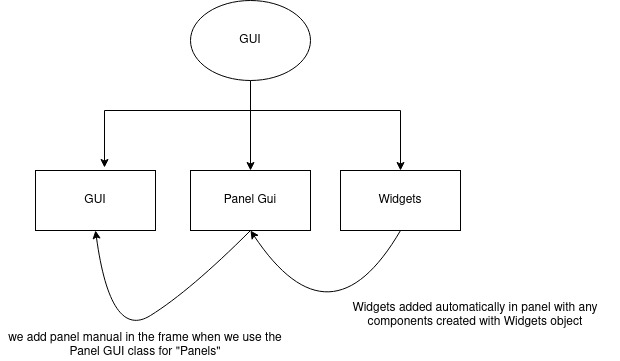 GUI
GUI
Panel Gui
Widgets
Widgets added automatically in panel with any
components created with Widgets object
we add panel manual in the frame when we use the
Panel GUI class for "Panels"